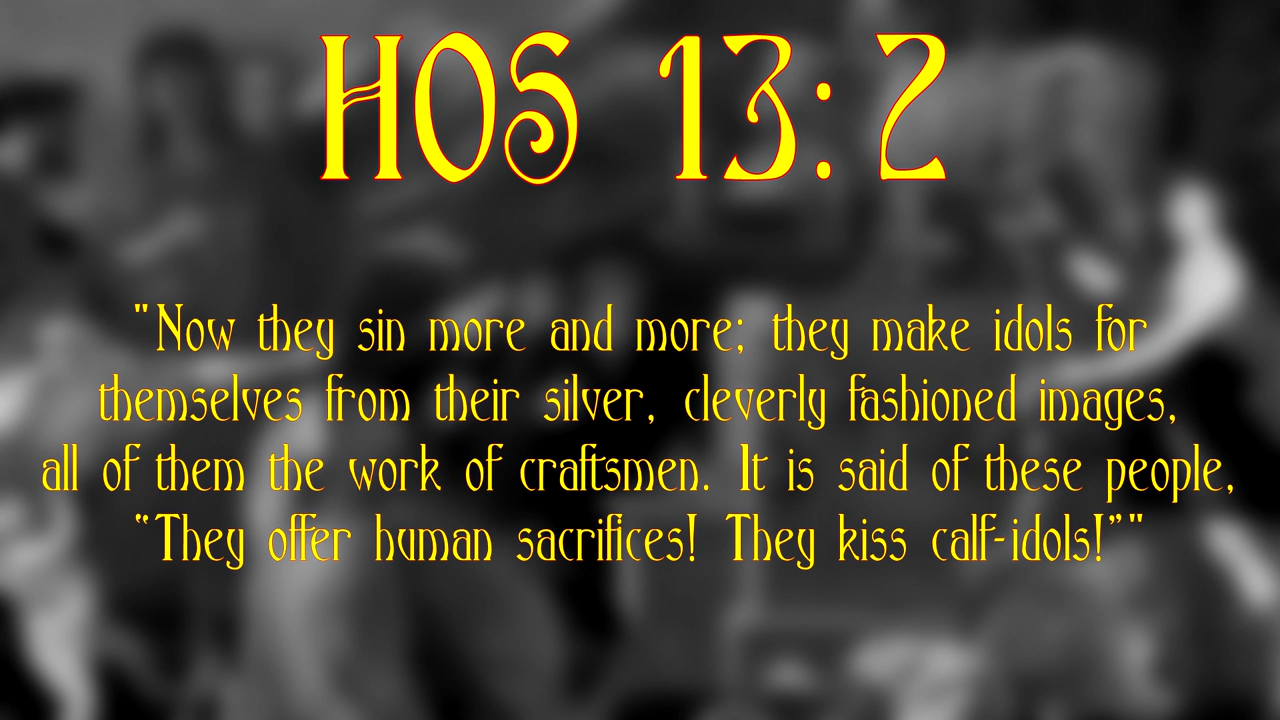 HOS 13: 2
"Now they sin more and more; they make idols for
themselves from their silver, cleverly fashioned images,
all of them the work of craftsmen. It is said of these people,
“They offer human sacrifices! They kiss calf-idols!”"